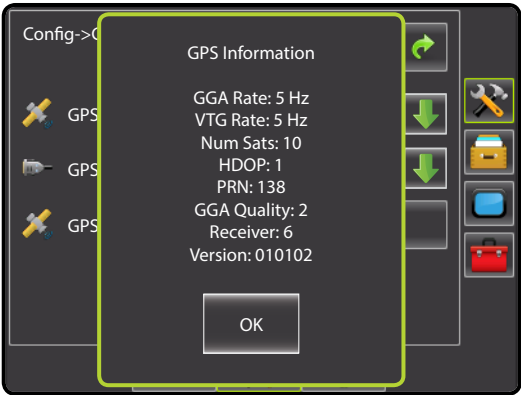 Config->
GPS Information
GGA Rate: 5 Hz
VTG Rate: 5 Hz
Num Sats: 10
HDOP: 1
PRN: 138
GGA Quality: 2
Receiver: 6
Version: 010102
GPS
GPS
GPS
OK